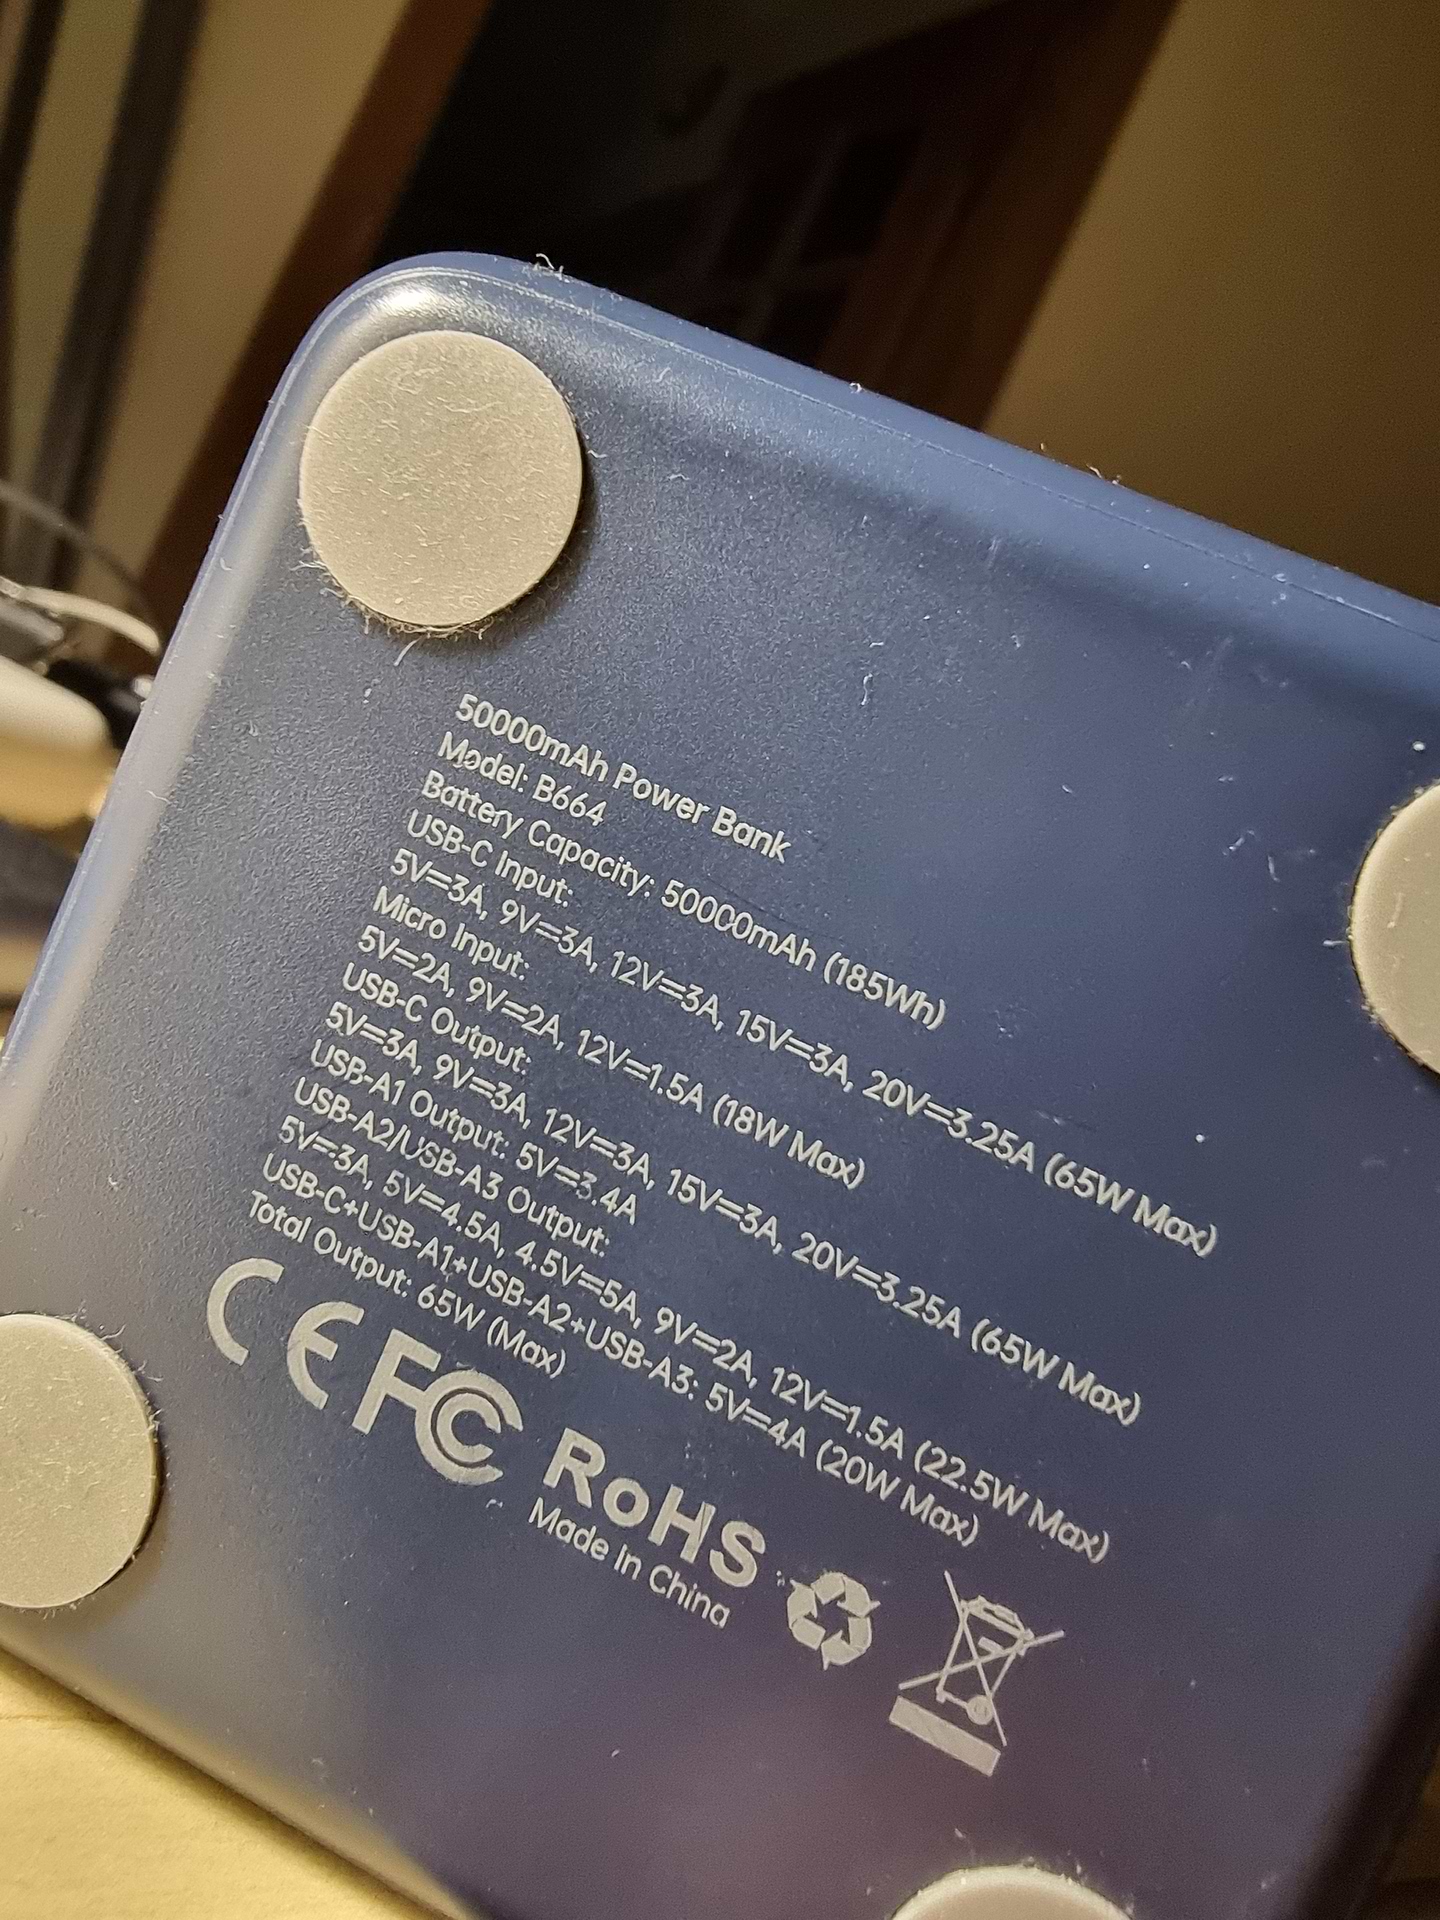 50000mAh Power Bank
Model: B664
Battery Capacity: 50000mAh (185Wh)
USB-C Input:
5V=3A, 9V=3A, 12V=3A, 15V=3A, 20V=3.25A (65W Max)
Micro Input:
5V=2A, 9V=2A, 12V=1.5A (18W Max)
USB-C Output:
5V=3A, 9V=3A, 12V=3A, 15V=3A, 20V=3.25A (65W Max)
USB-A1 Output: 5V=3.4A
USB-A2/USB-A3 Output:
5V=3A, 5V=4.5A, 4.5V=5A, 9V=2A, 12V=1.5A (22.5W Max)
USB-C+USB-A1+USB-A2+USB-A3: 5V=4A (20W Max)
Total Output: 65W (Max)
CE FC RoHS
Made in China